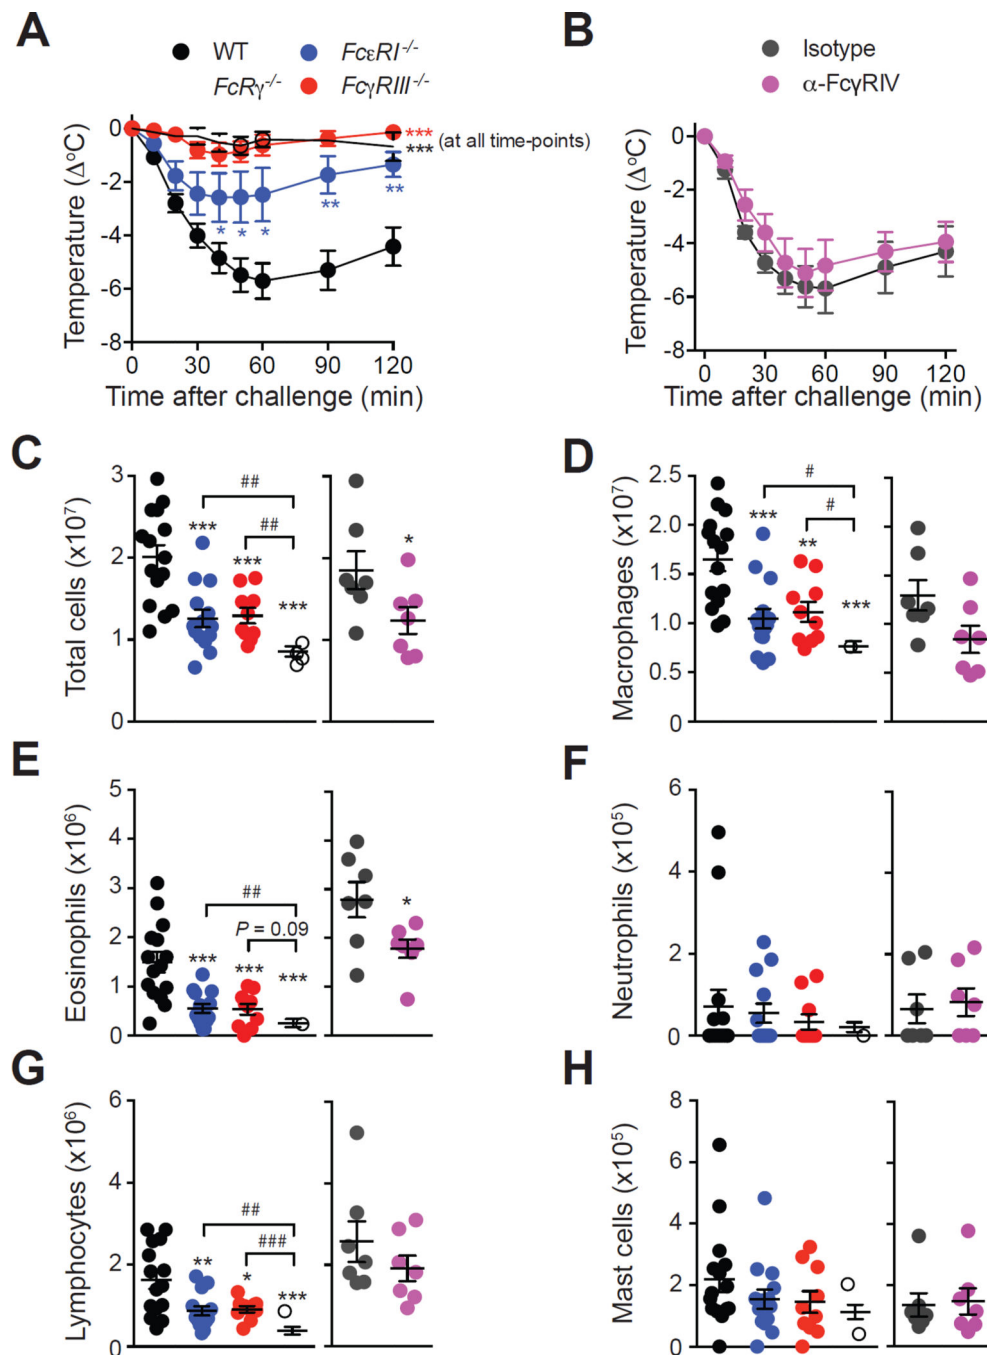 A
WT
FcεRI-/-
FcRγ-/-
FcγRIII-/-
Temperature (Δ°C)
0
-2
-4
-6
-8
***
*** (at all time-points)
* * * ** **
0 30 60 90 120
Time after challenge (min)
B
Isotype
α-FcγRIV
Temperature (Δ°C)
0
-2
-4
-6
-8
0 30 60 90 120
Time after challenge (min)
C
Total cells (x10⁷)
3
2
1
0
##
##
*** *** ***
*
D
Macrophages (x10⁷)
2.5
2.0
1.5
1.0
0.5
0
#
#
*** ** ***
E
Eosinophils (x10⁶)
5
4
3
2
1
0
##
P = 0.09
*** *** ***
*
F
Neutrophils (x10⁵)
6
4
2
0
G
Lymphocytes (x10⁶)
6
4
2
0
##
###
** * ***
H
Mast cells (x10⁵)
8
6
4
2
0